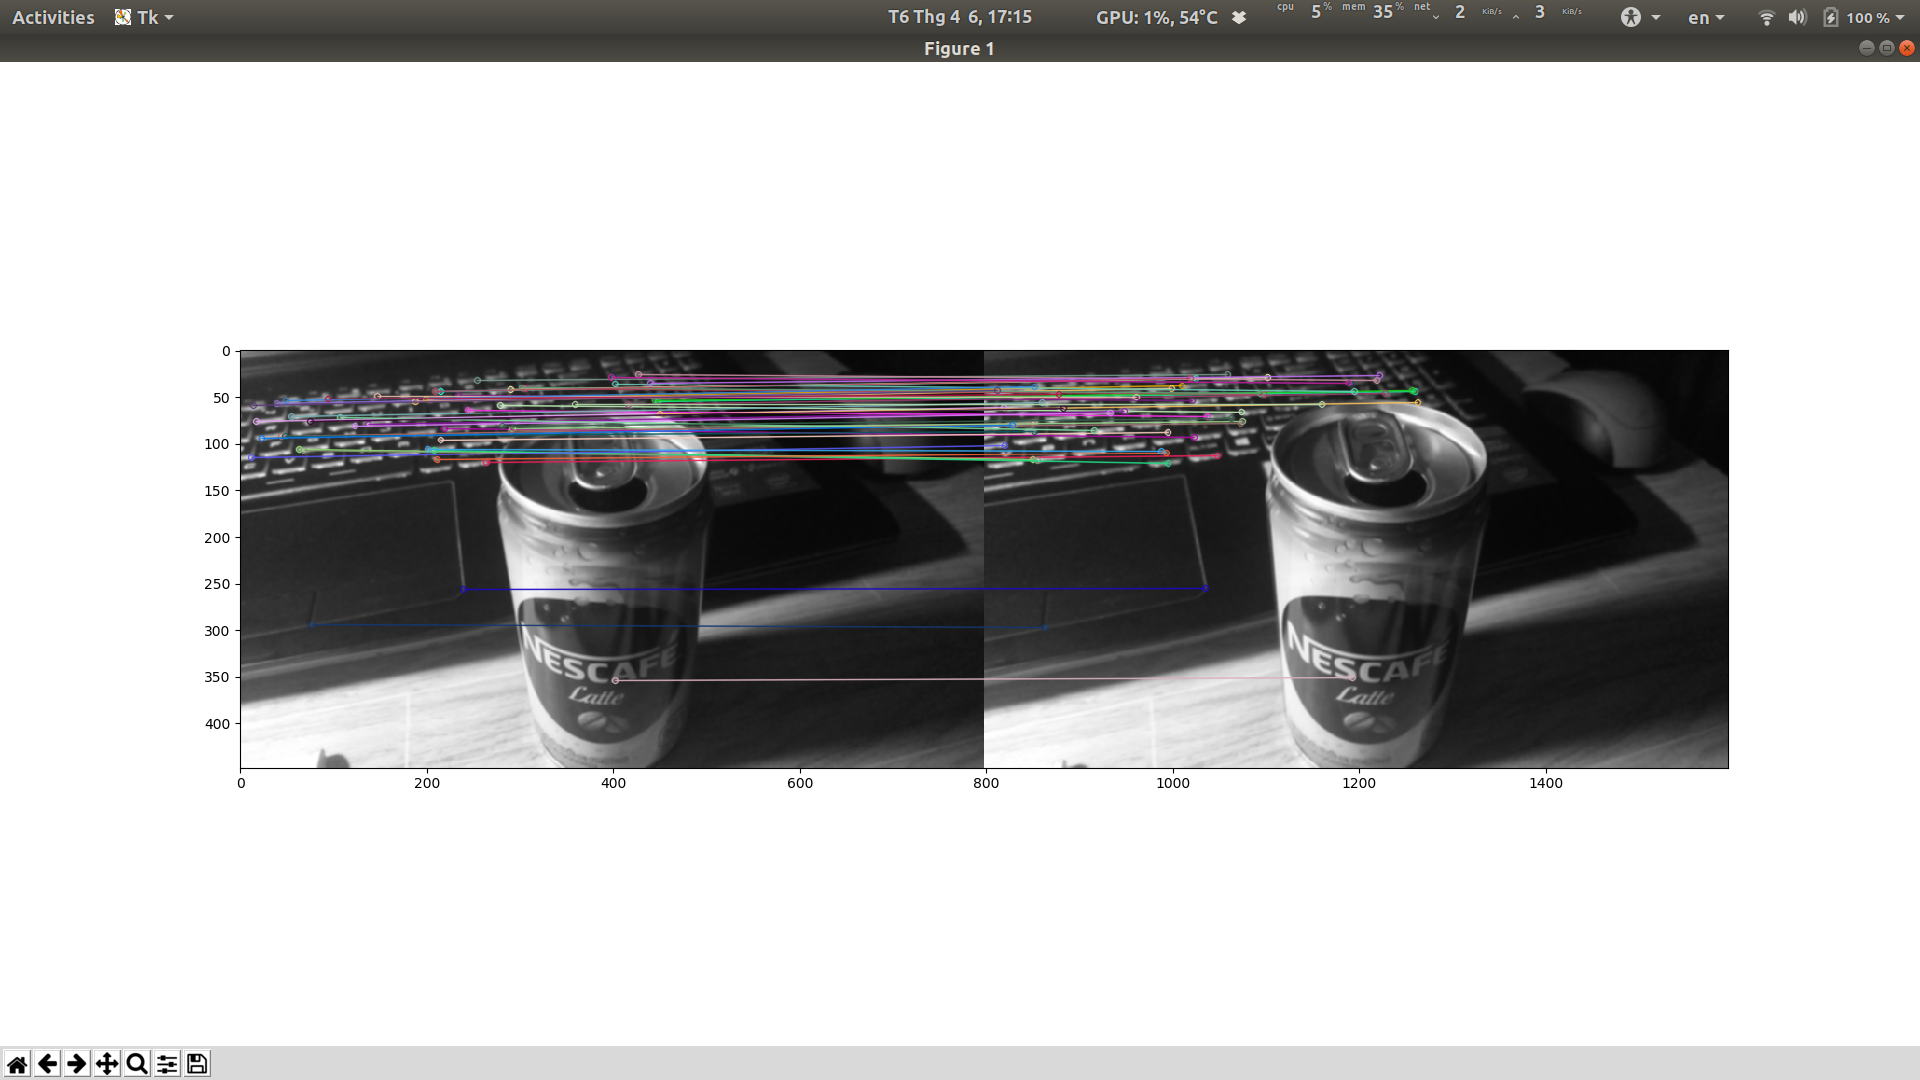 Activities Tk T6 Thg 4 6, 17:15 GPU: 1%, 54°C cpu 5% mem 35% net 2 KiB/s 3 KiB/s en 100 %
Figure 1
0
50
100
150
200
250
300
350
400
NESCAFE NESCAFE
Latte Latte
0 200 400 600 800 1000 1200 1400